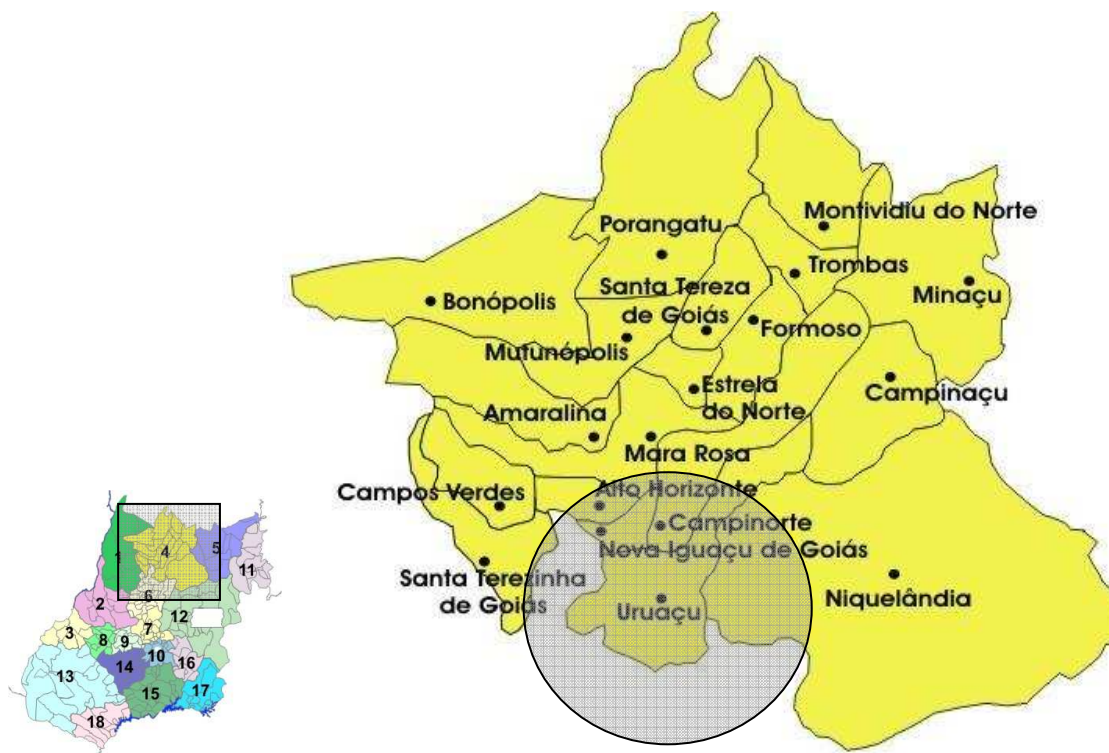 Montividiu do Norte
Porangatu
Trombas
Santa Tereza
de Goiás
Minaçu
Bonópolis
Formoso
Mutunópolis
Campinaçu
Estrela
do Norte
Amaralina
Mara Rosa
Campos Verdes
Alto Horizonte
Campinorte
Nova Iguaçu de Goiás
Santa Terezinha
de Goiás
Niquelândia
Uruaçu
1
4
5
11
6
2
12
3
7
8
9
10
16
13
14
15
17
18